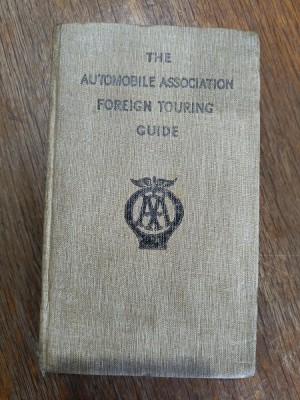 THE
AUTOMOBILE ASSOCIATION
FOREIGN TOURING
GUIDE
AA